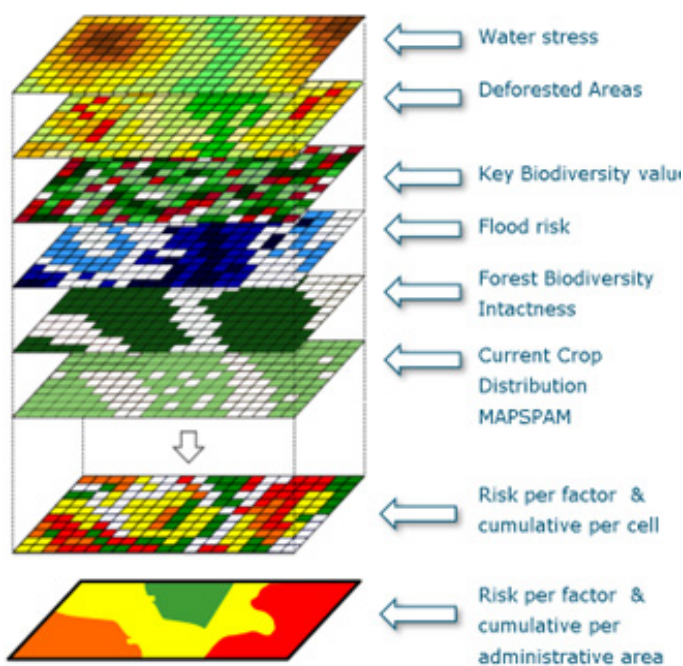 Water stress
Deforested Areas
Key Biodiversity value
Flood risk
Forest Biodiversity
Intactness
Current Crop
Distribution
MAPSPAM
Risk per factor &
cumulative per cell
Risk per factor &
cumulative per
administrative area